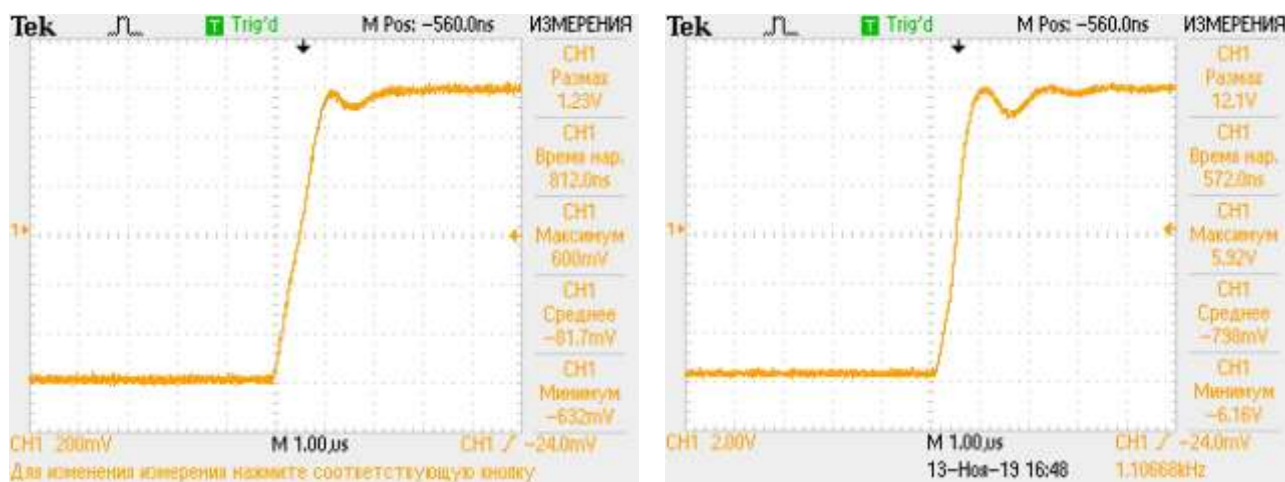 Tek Trig'd M Pos: -560.0ns ИЗМЕРЕНИЯ
CH1
Размах
1.23V
CH1
Время нар.
812.0ns
CH1
Максимум
600mV
CH1
Среднее
-81.7mV
CH1
Минимум
-632mV
1
CH1 200mV M 1.00µs CH1 -24.0mV
Для изменения измерения нажмите соответствующую кнопку
Tek Trig'd M Pos: -560.0ns ИЗМЕРЕНИЯ
CH1
Размах
12.1V
CH1
Время нар.
572.0ns
CH1
Максимум
5.92V
CH1
Среднее
-798mV
CH1
Минимум
-6.16V
1
CH1 2.00V M 1.00µs CH1 -24.0mV
13-Ноя-19 16:48 1.10668kHz